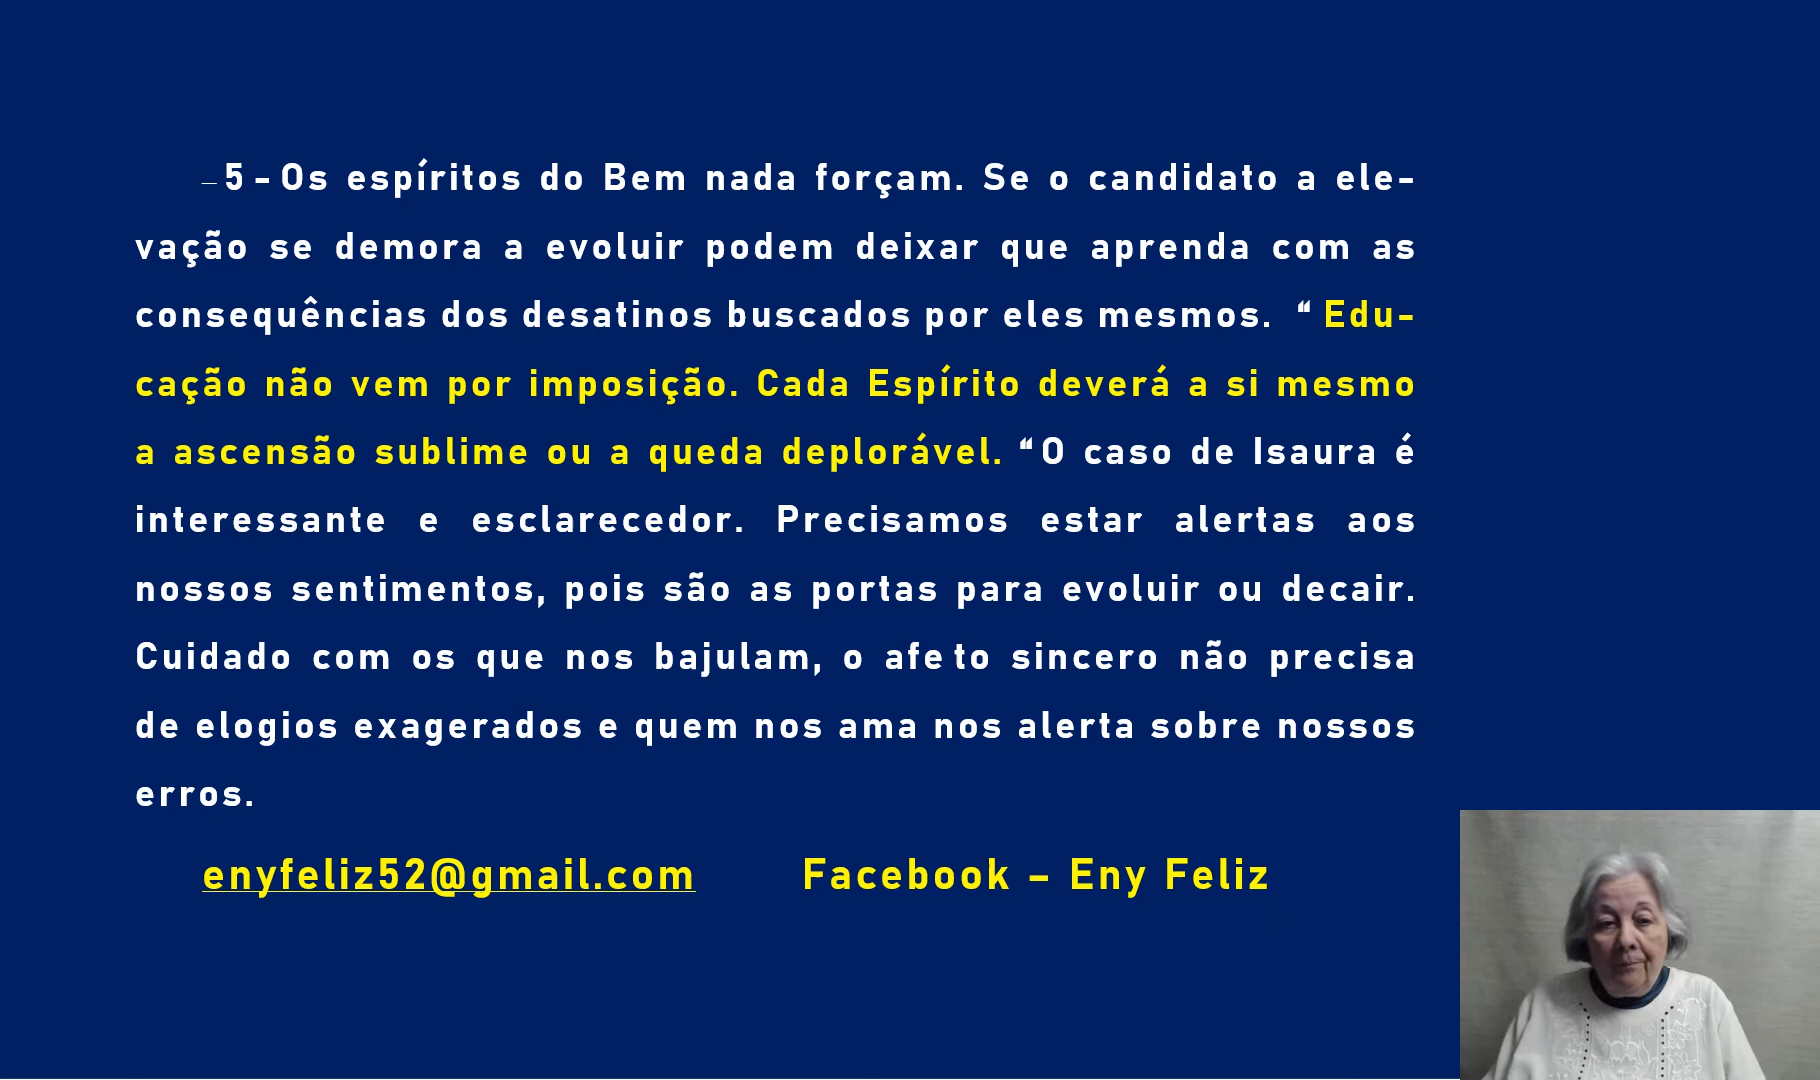 – 5 - Os espíritos do Bem nada forçam. Se o candidato a ele-
vação se demora a evoluir podem deixar que aprenda com as
consequências dos desatinos buscados por eles mesmos. “ Edu-
cação não vem por imposição. Cada Espírito deverá a si mesmo
a ascensão sublime ou a queda deplorável. “O caso de Isaura é
interessante e esclarecedor. Precisamos estar alertas aos
nossos sentimentos, pois são as portas para evoluir ou decair.
Cuidado com os que nos bajulam, o afe to sincero não precisa
de elogios exagerados e quem nos ama nos alerta sobre nossos
erros.
enyfeliz52@gmail.com Facebook – Eny Feliz